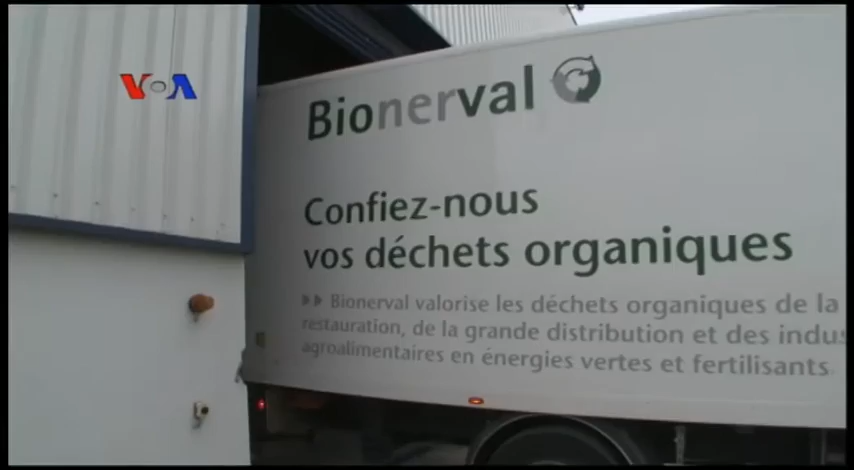 VOA
Bionerval
Confiez-nous
vos déchets organiques
Bionerval valorise les déchets organiques de la
restauration, de la grande distribution et des indus
agroalimentaires en énergies vertes et fertilisants.